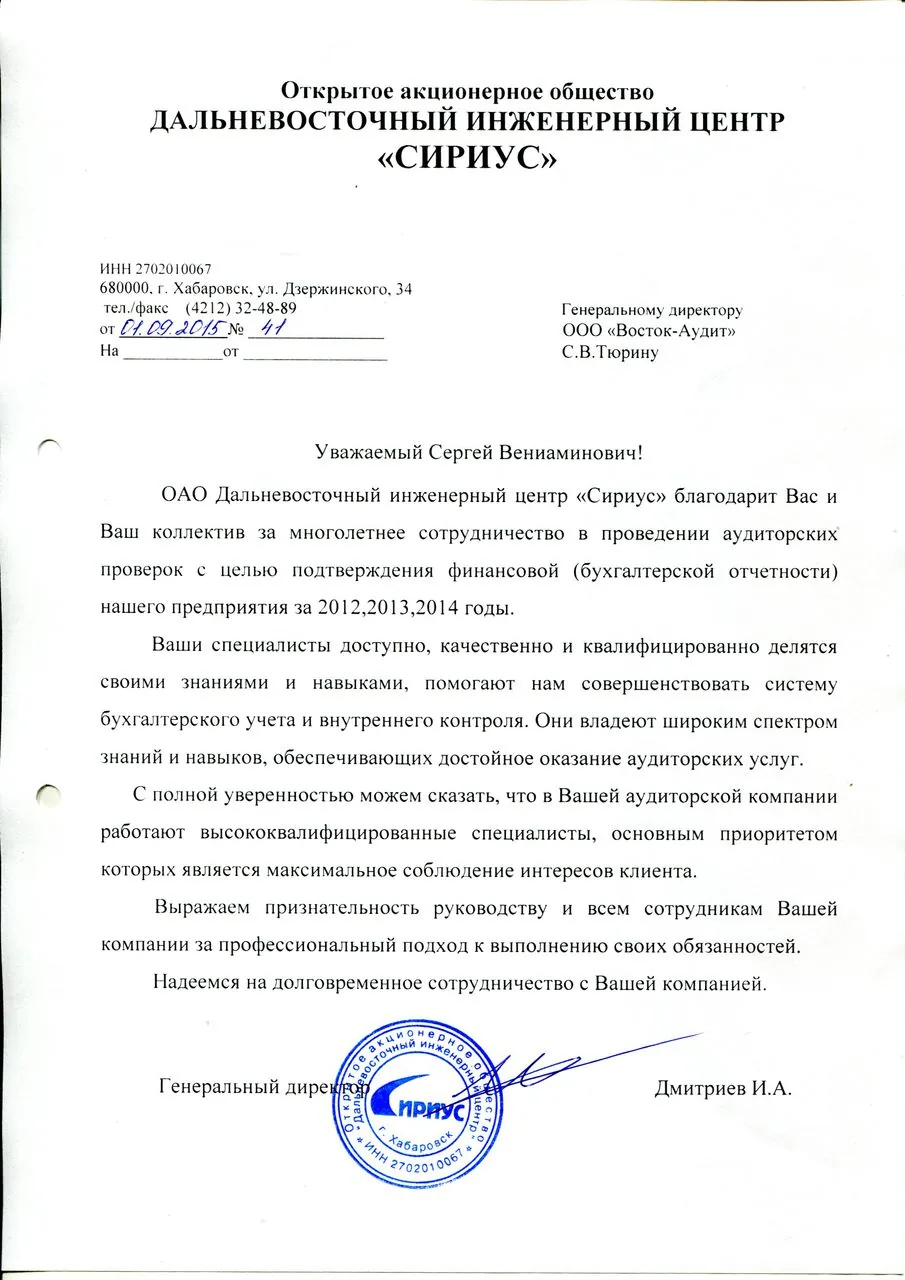 Открытое акционерное общество
ДАЛЬНЕВОСТОЧНЫЙ ИНЖЕНЕРНЫЙ ЦЕНТР
«СИРИУС»
ИНН 2702010067
680000, г. Хабаровск, ул. Дзержинского, 34
тел./факс (4212) 32-48-89
от 01.09.2015 № 41
На ____________от _________________
Генеральному директору
ООО «Восток-Аудит»
С.В.Тюрину
Уважаемый Сергей Вениаминович!
ОАО Дальневосточный инженерный центр «Сириус» благодарит Вас и
Ваш коллектив за многолетнее сотрудничество в проведении аудиторских
проверок с целью подтверждения финансовой (бухгалтерской отчетности)
нашего предприятия за 2012,2013,2014 годы.
Ваши специалисты доступно, качественно и квалифицированно делятся
своими знаниями и навыками, помогают нам совершенствовать систему
бухгалтерского учета и внутреннего контроля. Они владеют широким спектром
знаний и навыков, обеспечивающих достойное оказание аудиторских услуг.
С полной уверенностью можем сказать, что в Вашей аудиторской компании
работают высококвалифицированные специалисты, основным приоритетом
которых является максимальное соблюдение интересов клиента.
Выражаем признательность руководству и всем сотрудникам Вашей
компании за профессиональный подход к выполнению своих обязанностей.
Надеемся на долговременное сотрудничество с Вашей компанией.
Генеральный директор
Дмитриев И.А.
Открытое акционерное общество
"Дальневосточный инженерный центр"
Сириус
г. Хабаровск
* ИНН 2702010067 *